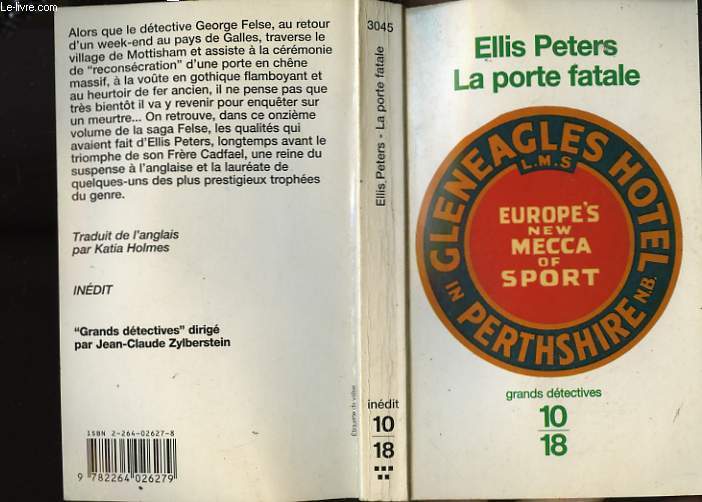 Le-livre.com
Alors que le détective George Felse, au retour
d'un week-end au pays de Galles, traverse le
village de Mottisham et assiste à la cérémonie
de "reconsécration" d'une porte en chêne
massif, à la voûte en gothique flamboyant et
au heurtoir de fer ancien, il ne pense pas que
très bientôt il va y revenir pour enquêter sur
un meurtre... On retrouve, dans ce onzième
volume de la saga Felse, les qualités qui
avaient fait d'Ellis Peters, longtemps avant le
triomphe de son Frère Cadfael, une reine du
suspense à l'anglaise et la lauréate de
quelques-uns des plus prestigieux trophées
du genre.
Traduit de l'anglais
par Katia Holmes
INÉDIT
"Grands détectives" dirigé
par Jean-Claude Zylberstein
ISBN 2-264-02627-8
9 782264 026279
3045
Ellis Peters - La porte fatale
inédit
10
18
Ellis Peters
La porte fatale
GLENEAGLES HOTEL
L.M.S
EUROPE'S
NEW
MECCA
OF
SPORT
IN PERTHSHIRE N.B.
grands détectives
10
18